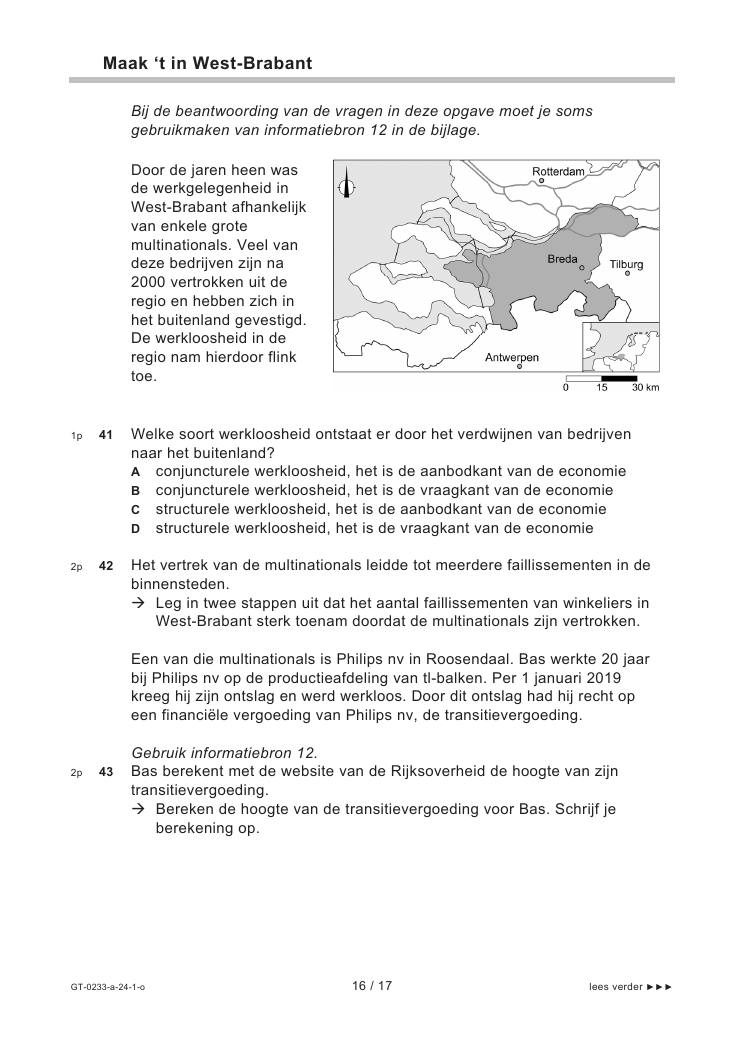 Maak ‘t in West-Brabant
Bij de beantwoording van de vragen in deze opgave moet je soms
gebruikmaken van informatiebron 12 in de bijlage.
Door de jaren heen was
de werkgelegenheid in
West-Brabant afhankelijk
van enkele grote
multinationals. Veel van
deze bedrijven zijn na
2000 vertrokken uit de
regio en hebben zich in
het buitenland gevestigd.
De werkloosheid in de
regio nam hierdoor flink
toe.
Rotterdam
Breda
Tilburg
Antwerpen
0 15 30 km
1p 41 Welke soort werkloosheid ontstaat er door het verdwijnen van bedrijven
naar het buitenland?
A conjuncturele werkloosheid, het is de aanbodkant van de economie
B conjuncturele werkloosheid, het is de vraagkant van de economie
C structurele werkloosheid, het is de aanbodkant van de economie
D structurele werkloosheid, het is de vraagkant van de economie
2p 42 Het vertrek van de multinationals leidde tot meerdere faillissementen in de
binnensteden.
→ Leg in twee stappen uit dat het aantal faillissementen van winkeliers in
West-Brabant sterk toenam doordat de multinationals zijn vertrokken.
Een van die multinationals is Philips nv in Roosendaal. Bas werkte 20 jaar
bij Philips nv op de productieafdeling van tl-balken. Per 1 januari 2019
kreeg hij zijn ontslag en werd werkloos. Door dit ontslag had hij recht op
een financiële vergoeding van Philips nv, de transitievergoeding.
Gebruik informatiebron 12.
2p 43 Bas berekent met de website van de Rijksoverheid de hoogte van zijn
transitievergoeding.
→ Bereken de hoogte van de transitievergoeding voor Bas. Schrijf je
berekening op.
GT-0233-a-24-1-o 16 / 17 lees verder ►►►